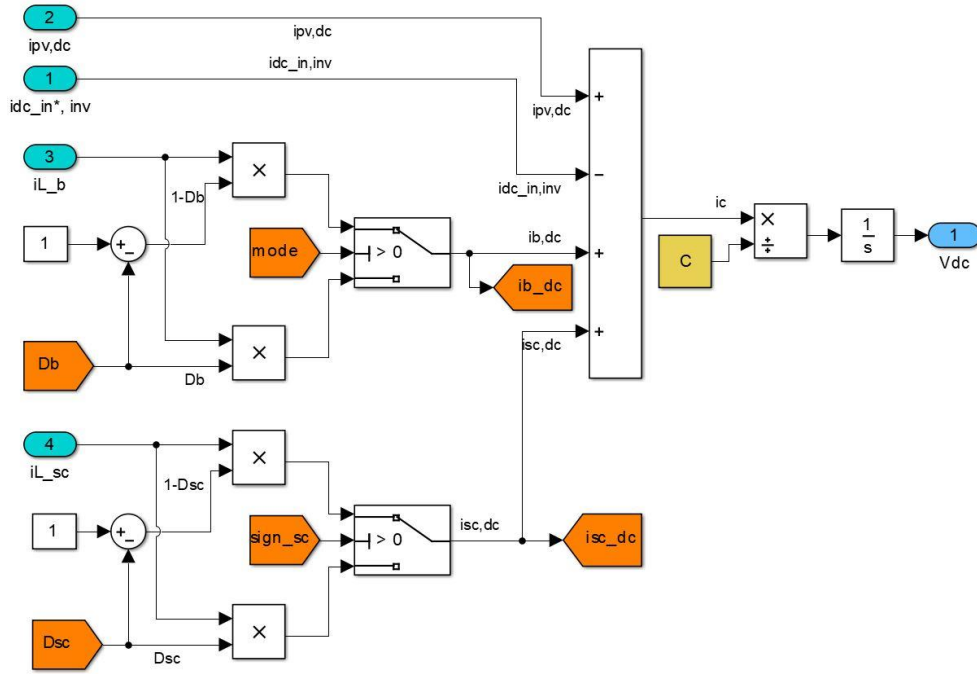 2
ipv,dc
ipv,dc
1
idc_in*, inv
idc_in,inv
3
iL_b
1
+
−
1-Db
×
Db
Db
×
mode
> 0
ib,dc
ib_dc
ipv,dc
+
idc_in,inv
−
+
isc,dc
+
ic
C
×
÷
1
s
1
Vdc
4
iL_sc
1
+
−
1-Dsc
×
Dsc
Dsc
×
sign_sc
> 0
isc,dc
isc_dc